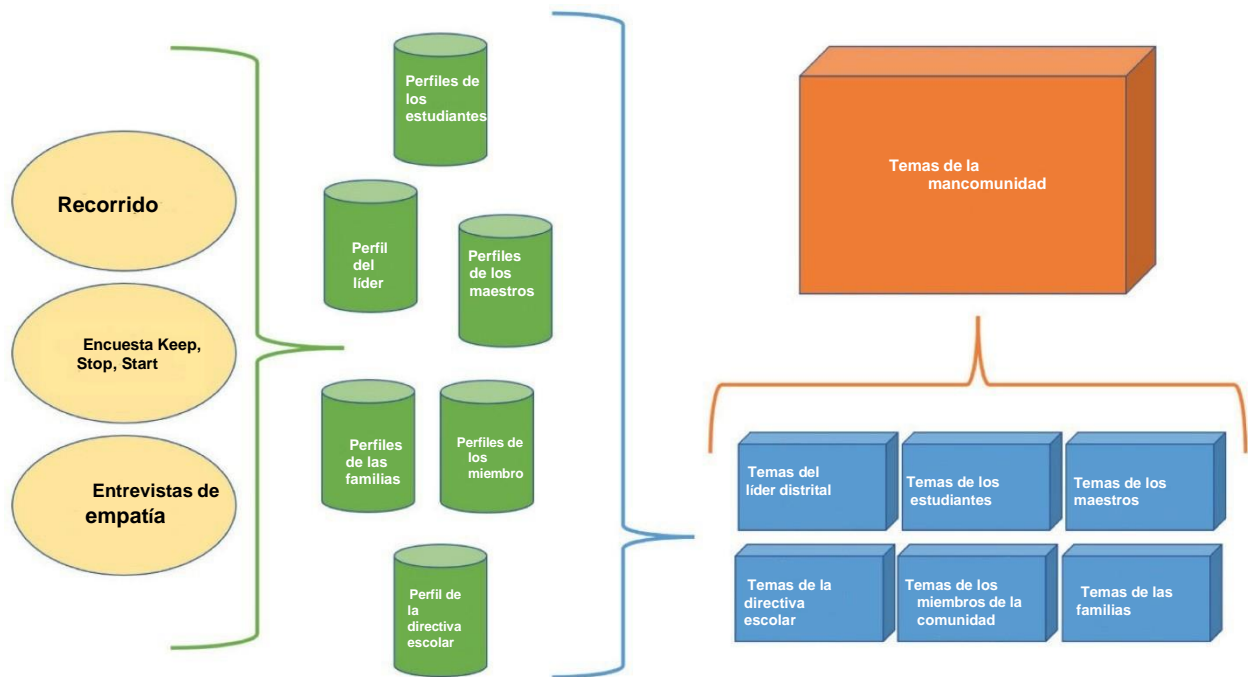 Recorrido
Encuesta Keep,
Stop, Start
Entrevistas de
empatía
Perfiles de
los
estudiantes
Perfil
del
líder
Perfiles
de los
maestros
Perfiles
de las
familias
Perfiles de
los
miembro
Perfil de
la
directiva
escolar
Temas de la
mancomunidad
Temas del
líder distrital
Temas de los
estudiantes
Temas de los
maestros
Temas de la
directiva
escolar
Temas de los
miembros de la
comunidad
Temas de las
familias